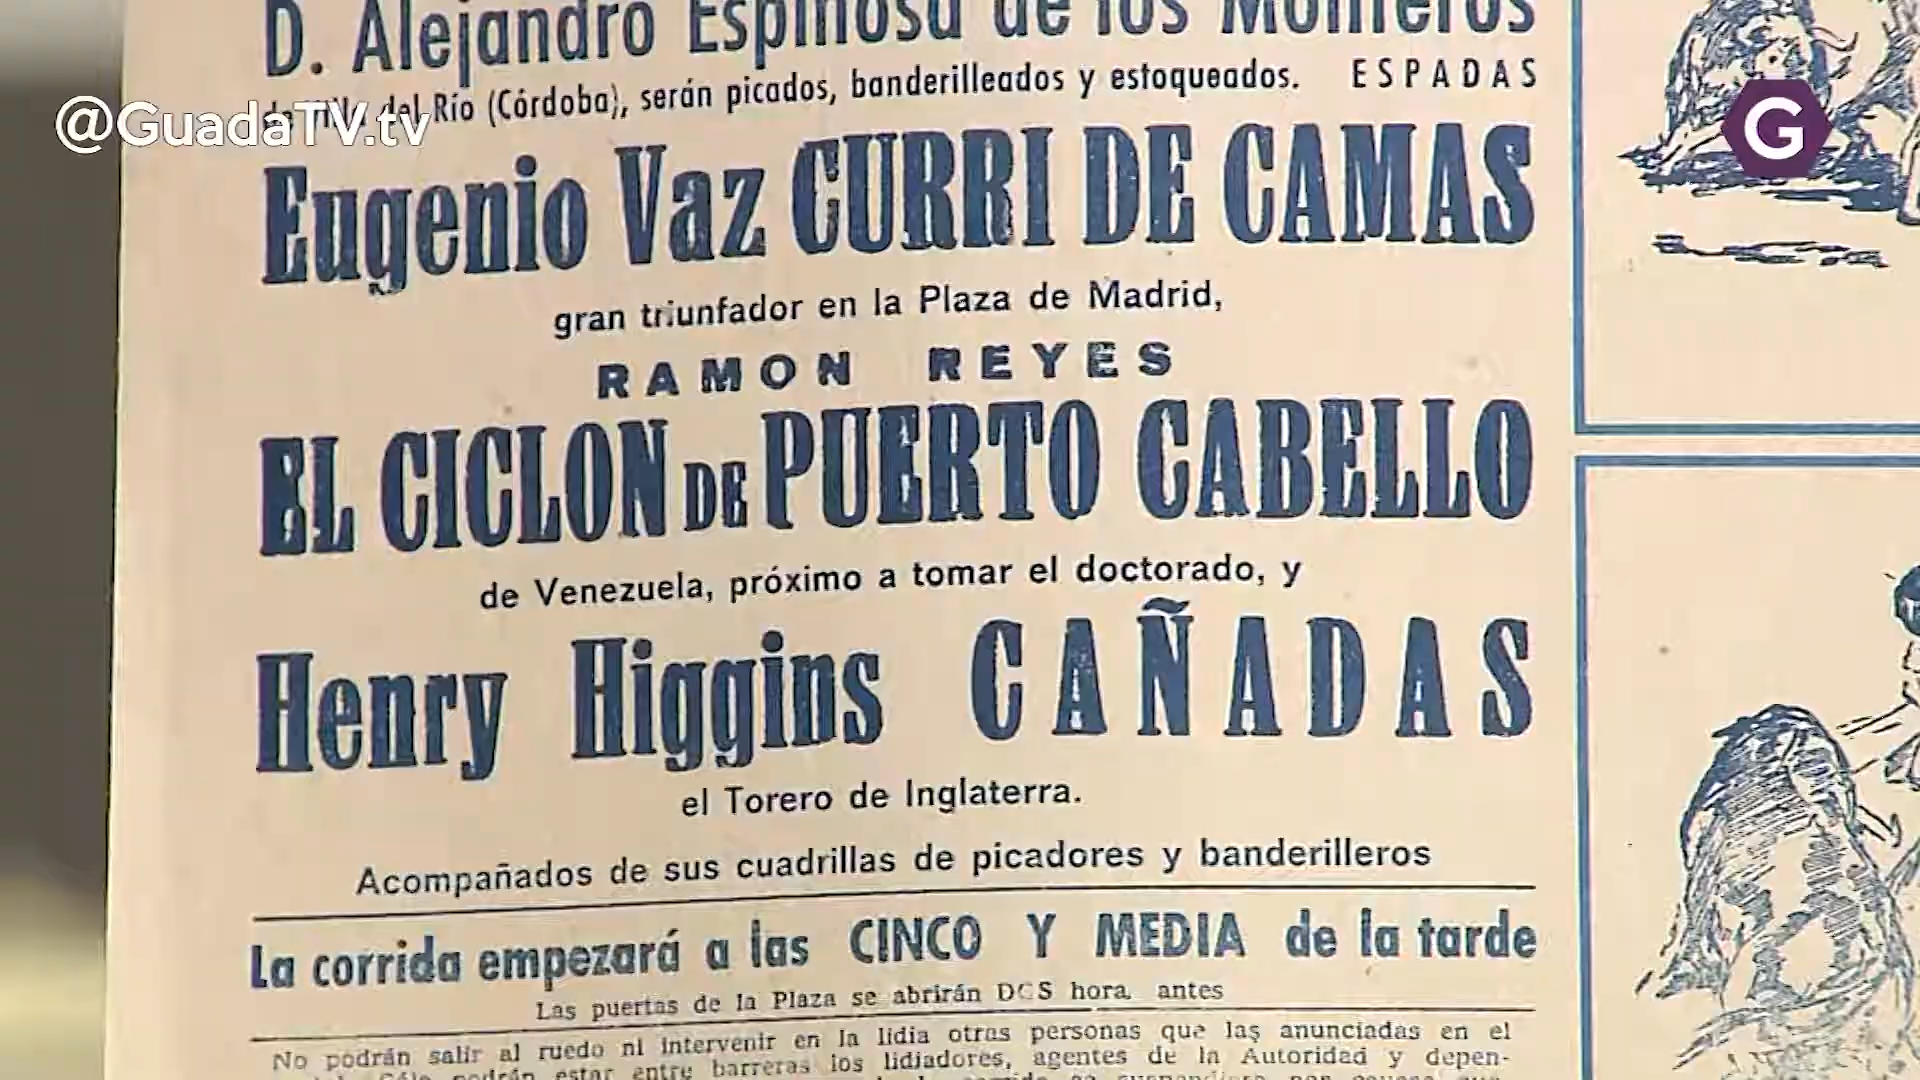 D. Alejandro Espinosa de los Monteros
del Río (Córdoba), serán picados, banderilleados y estoqueados. ESPADAS
@GuadaTV.tv
G
Eugenio Vaz CURRI DE CAMAS
gran triunfador en la Plaza de Madrid,
RAMON REYES
EL CICLON DE PUERTO CABELLO
de Venezuela, próximo a tomar el doctorado, y
Henry Higgins CAÑADAS
el Torero de Inglaterra.
Acompañados de sus cuadrillas de picadores y banderilleros
La corrida empezará a las CINCO Y MEDIA de la tarde
Las puertas de la Plaza se abrirán DOS hora antes
No podrán salir al ruedo ni intervenir en la lidia otras personas que las anunciadas en el
podrán estar entre barreras los lidiadores, agentes de la Autoridad y depen-